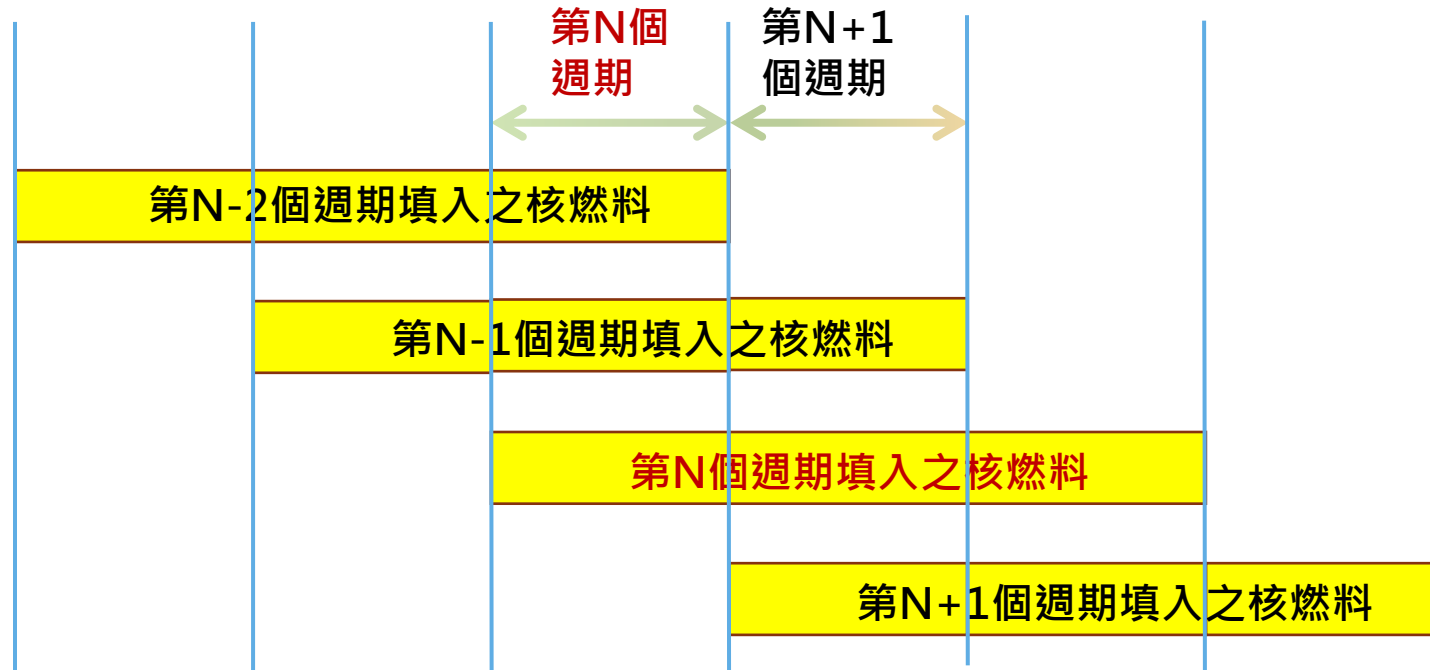 第N個
週期
第N+1
個週期
第N-2個週期填入之核燃料
第N-1個週期填入之核燃料
第N個週期填入之核燃料
第N+1個週期填入之核燃料